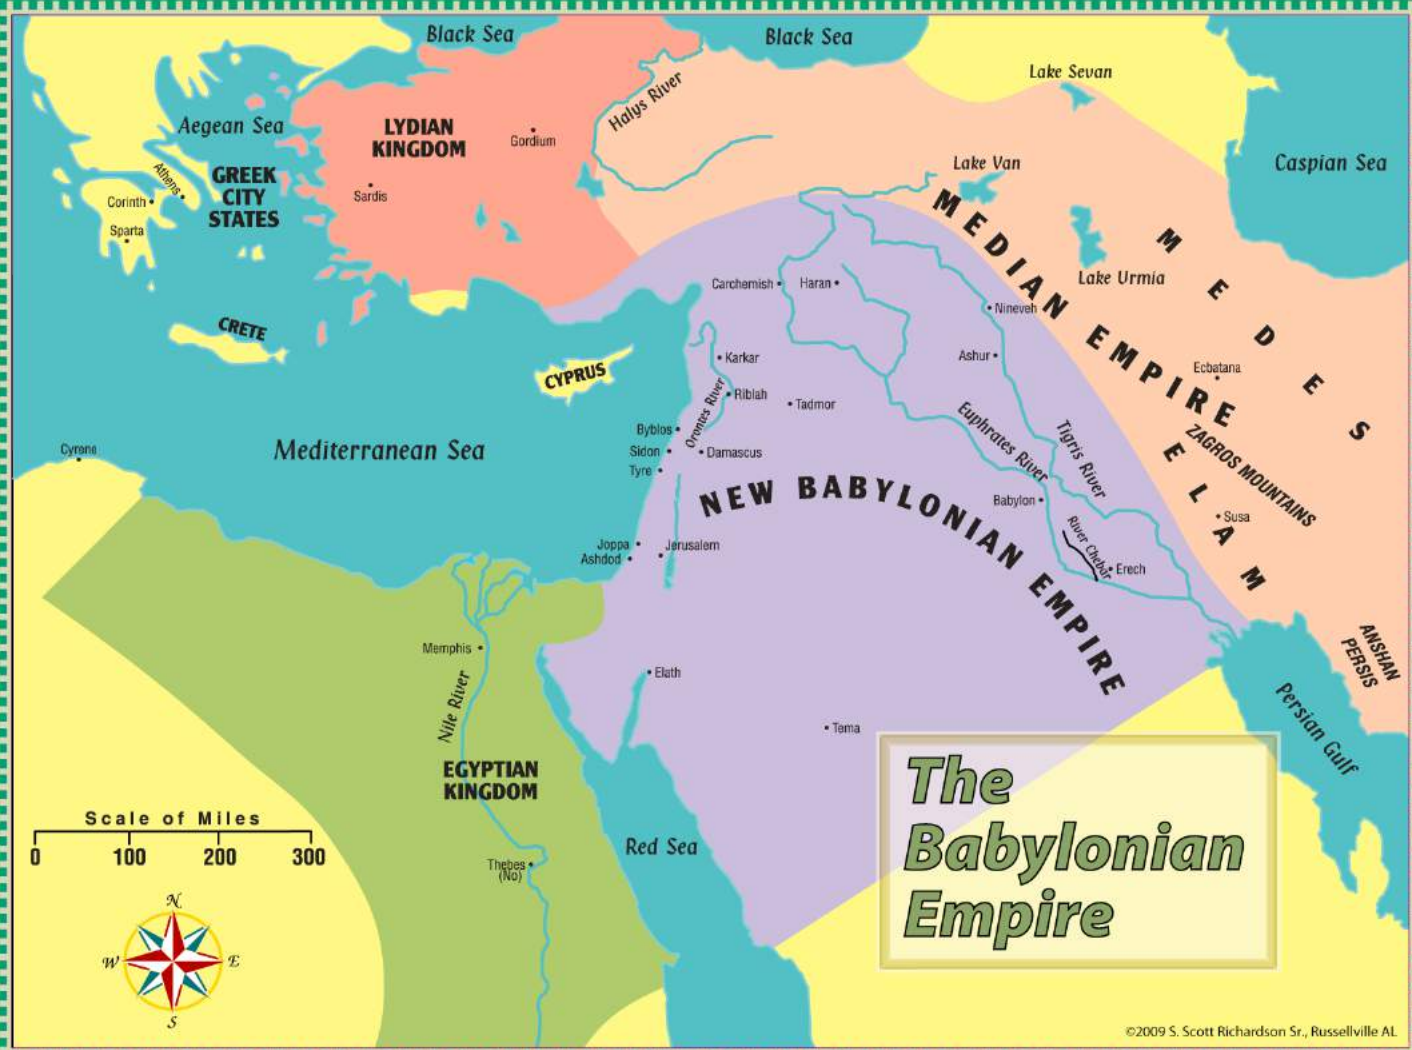 Black Sea
Black Sea
Lake Sevan
Halys River
Aegean Sea
LYDIAN
KINGDOM
Gordium
Caspian Sea
Athens
GREEK
CITY
STATES
Lake Van
Corinth
Sardis
Sparta
MEDIAN EMPIRE
MEDES
Lake Urmia
Carchemish
Haran
Nineveh
CRETE
Karkar
Ashur
Ecbatana
CYPRUS
Riblah
Orontes River
Tadmor
Byblos
Euphrates River
Tigris River
ZAGROS MOUNTAINS
Cyrene
Mediterranean Sea
Sidon
Damascus
Tyre
ELAM
NEW BABYLONIAN EMPIRE
Babylon
Susa
River Chebar
Joppa
Jerusalem
Ashdod
Erech
Memphis
ANSHAN
PERSIS
Elath
Nile River
Persian Gulf
Tema
EGYPTIAN
KINGDOM
The
Babylonian
Empire
Scale of Miles
0 100 200 300
Red Sea
Thebes
(No)
N
W E
S
©2009 S. Scott Richardson Sr., Russellville AL